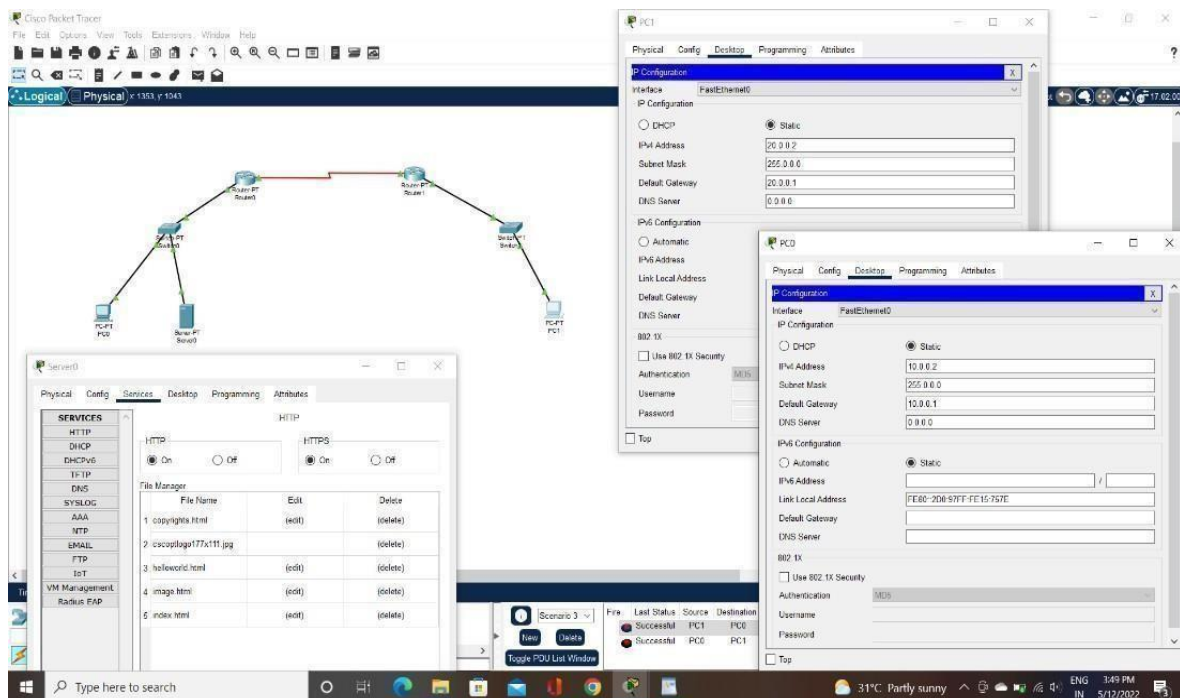 Cisco Packet Tracer
File Edit Options View Tools Extensions Window Help
Logical Physical x: 1353, y: 1043
17:02:00
Router-PT
Router0
Router-PT
Router1
Switch0
PC-PT
PC0
Server-PT
Server0
PC-PT
PC1
PC1
Physical Config Desktop Programming Attributes
IP Configuration X
Interface FastEthernet0
IP Configuration
DHCP Static
IPv4 Address 20.0.0.2
Subnet Mask 255.0.0.0
Default Gateway 20.0.0.1
DNS Server 0.0.0.0
IPv6 Configuration
Automatic
IPv6 Address
Link Local Address
Default Gateway
DNS Server
802.1X
Use 802.1X Security
Authentication MD5
Username
Password
Top
PC0
Physical Config Desktop Programming Attributes
IP Configuration X
Interface FastEthernet0
IP Configuration
DHCP Static
IPv4 Address 10.0.0.2
Subnet Mask 255.0.0.0
Default Gateway 10.0.0.1
DNS Server 0.0.0.0
IPv6 Configuration
Automatic Static
IPv6 Address /
Link Local Address
Default Gateway
DNS Server
802.1X
Use 802.1X Security
Authentication MD5
Username
Password
Top
Server0
Physical Config Services Desktop Programming Attributes
SERVICES
HTTP
DHCP
DHCPv6
TFTP
DNS
SYSLOG
AAA
NTP
EMAIL
FTP
IoT
VM Management
Radius EAP
HTTP
HTTP HTTPS
On Off On Off
File Manager
File Name Edit Delete
1 copyrights.html (edit) (delete)
2 cscoptlogo177x111.jpg (delete)
3 helloworld.html (edit) (delete)
4 image.html (edit) (delete)
5 index.html (edit) (delete)
Scenario 3
New Delete
Toggle PDU List Window
Fire Last Status Source Destination
Successful PC1 PC0
Successful PC0 PC1
Type here to search
31°C Partly sunny
ENG
IN
3:49 PM
5/12/2022